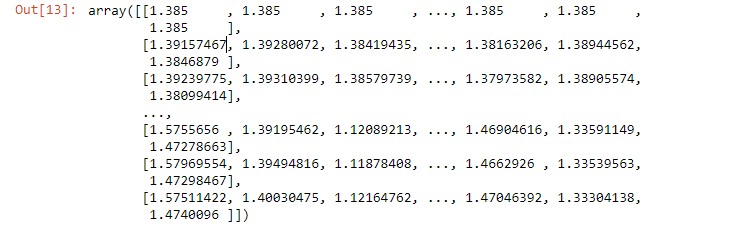 Out[13]: array([[1.385     , 1.385     , 1.385     , ..., 1.385     , 1.385     ,
        1.385     ],
       [1.39157467, 1.39280072, 1.38419435, ..., 1.38163206, 1.38944562,
        1.3846879 ],
       [1.39239775, 1.39310399, 1.38579739, ..., 1.37973582, 1.38905574,
        1.38099414],
       ...,
       [1.5755656 , 1.39195462, 1.12089213, ..., 1.46904616, 1.33591149,
        1.47278663],
       [1.57969554, 1.39494816, 1.11878408, ..., 1.4662926 , 1.33539563,
        1.47298467],
       [1.57511422, 1.40030475, 1.12164762, ..., 1.47046392, 1.33304138,
        1.4740096 ]])